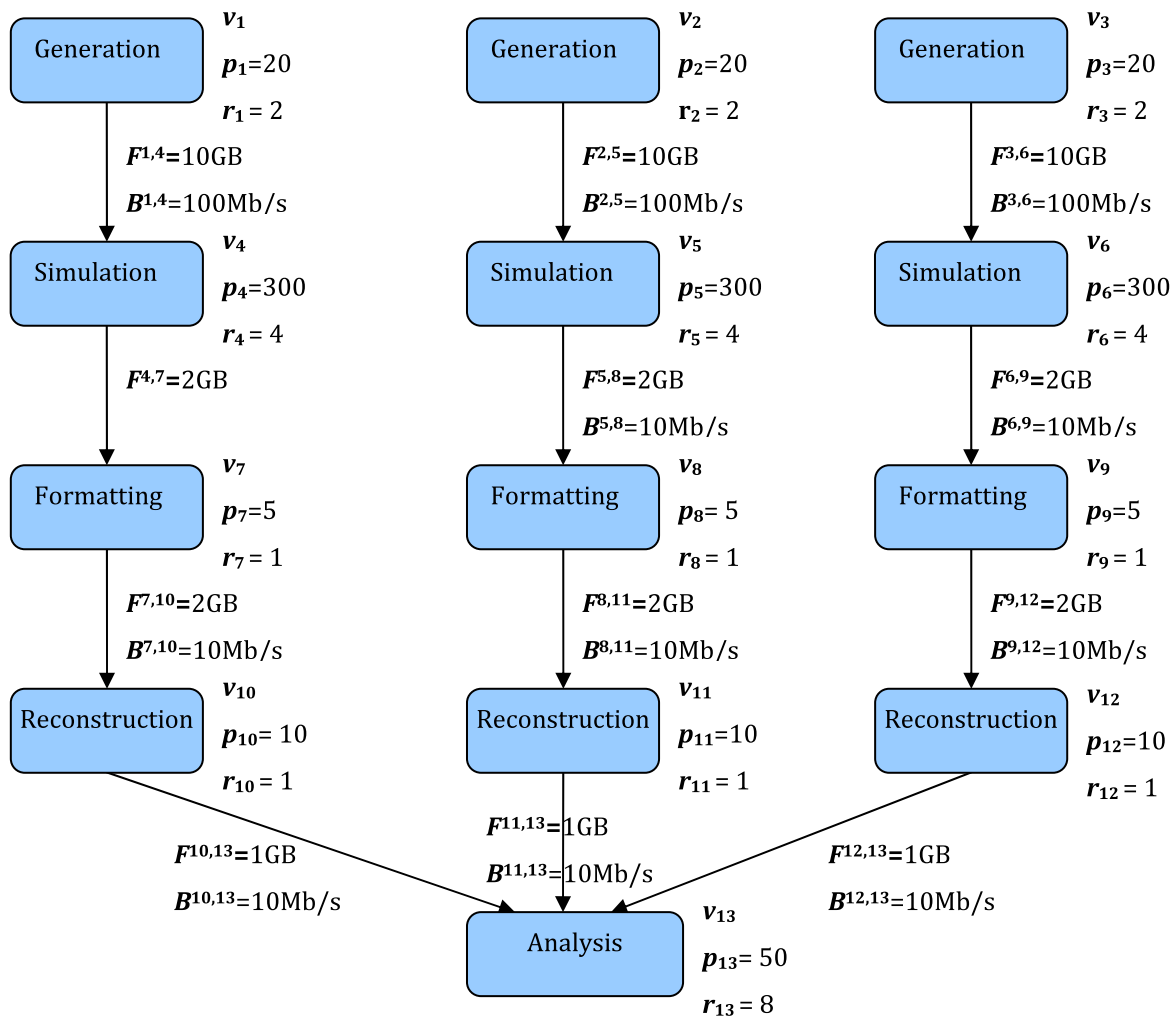 Generation
v1
p1=20
r1 = 2
Generation
v2
p2=20
r2 = 2
Generation
v3
p3=20
r3 = 2
F1,4=10GB
B1,4=100Mb/s
F2,5=10GB
B2,5=100Mb/s
F3,6=10GB
B3,6=100Mb/s
Simulation
v4
p4=300
r4 = 4
Simulation
v5
p5=300
r5 = 4
Simulation
v6
p6=300
r6 = 4
F4,7=2GB
F5,8=2GB
B5,8=10Mb/s
F6,9=2GB
B6,9=10Mb/s
Formatting
v7
p7=5
r7 = 1
Formatting
v8
p8= 5
r8 = 1
Formatting
v9
p9=5
r9 = 1
F7,10=2GB
B7,10=10Mb/s
F8,11=2GB
B8,11=10Mb/s
F9,12=2GB
B9,12=10Mb/s
Reconstruction
v10
p10= 10
r10 = 1
Reconstruction
v11
p11=10
r11 = 1
Reconstruction
v12
p12=10
r12 = 1
F10,13=1GB
B10,13=10Mb/s
F11,13=1GB
B11,13=10Mb/s
F12,13=1GB
B12,13=10Mb/s
Analysis
v13
p13= 50
r13 = 8